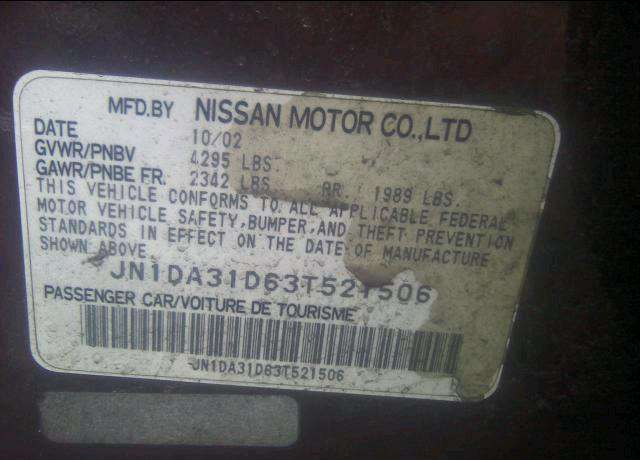 MFD.BY NISSAN MOTOR CO.,LTD
DATE 10/02
GVWR/PNBV 4295 LBS.
GAWR/PNBE FR. 2342 LBS. RR. 1989 LBS.
THIS VEHICLE CONFORMS TO ALL APPLICABLE FEDERAL
MOTOR VEHICLE SAFETY, BUMPER, AND THEFT PREVENTION
STANDARDS IN EFFECT ON THE DATE OF MANUFACTURE
SHOWN ABOVE.
JN1DA31D63T521506
PASSENGER CAR/VOITURE DE TOURISME
JN1DA31D63T521506